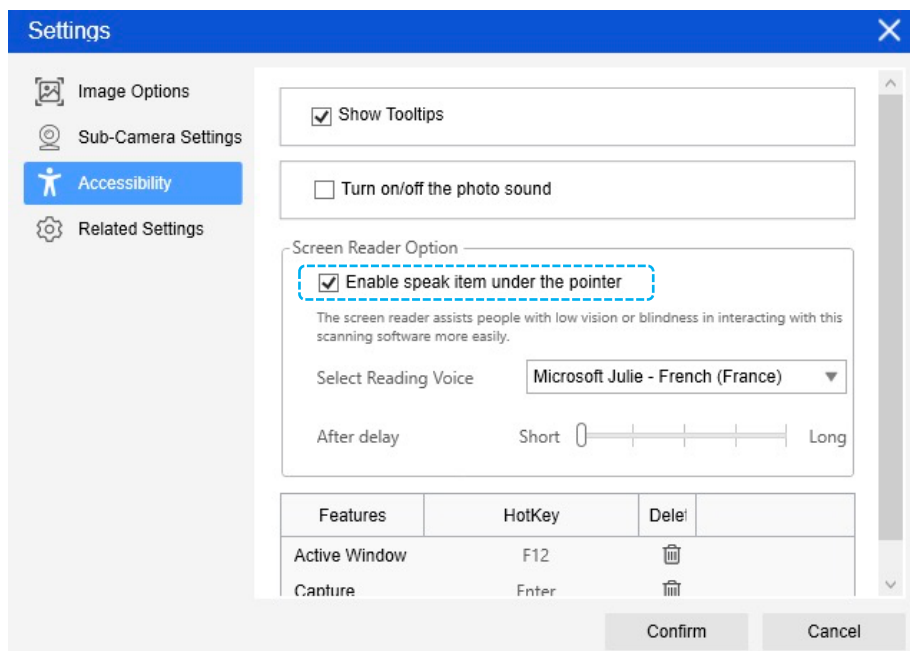 Settings
Image Options
Sub-Camera Settings
Accessibility
Related Settings
Show Tooltips
Turn on/off the photo sound
Screen Reader Option
Enable speak item under the pointer
The screen reader assists people with low vision or blindness in interacting with this
scanning software more easily.
Select Reading Voice
Microsoft Julie - French (France)
After delay
Short
Long
Features HotKey Delet
Active Window F12
Capture Enter
Confirm
Cancel